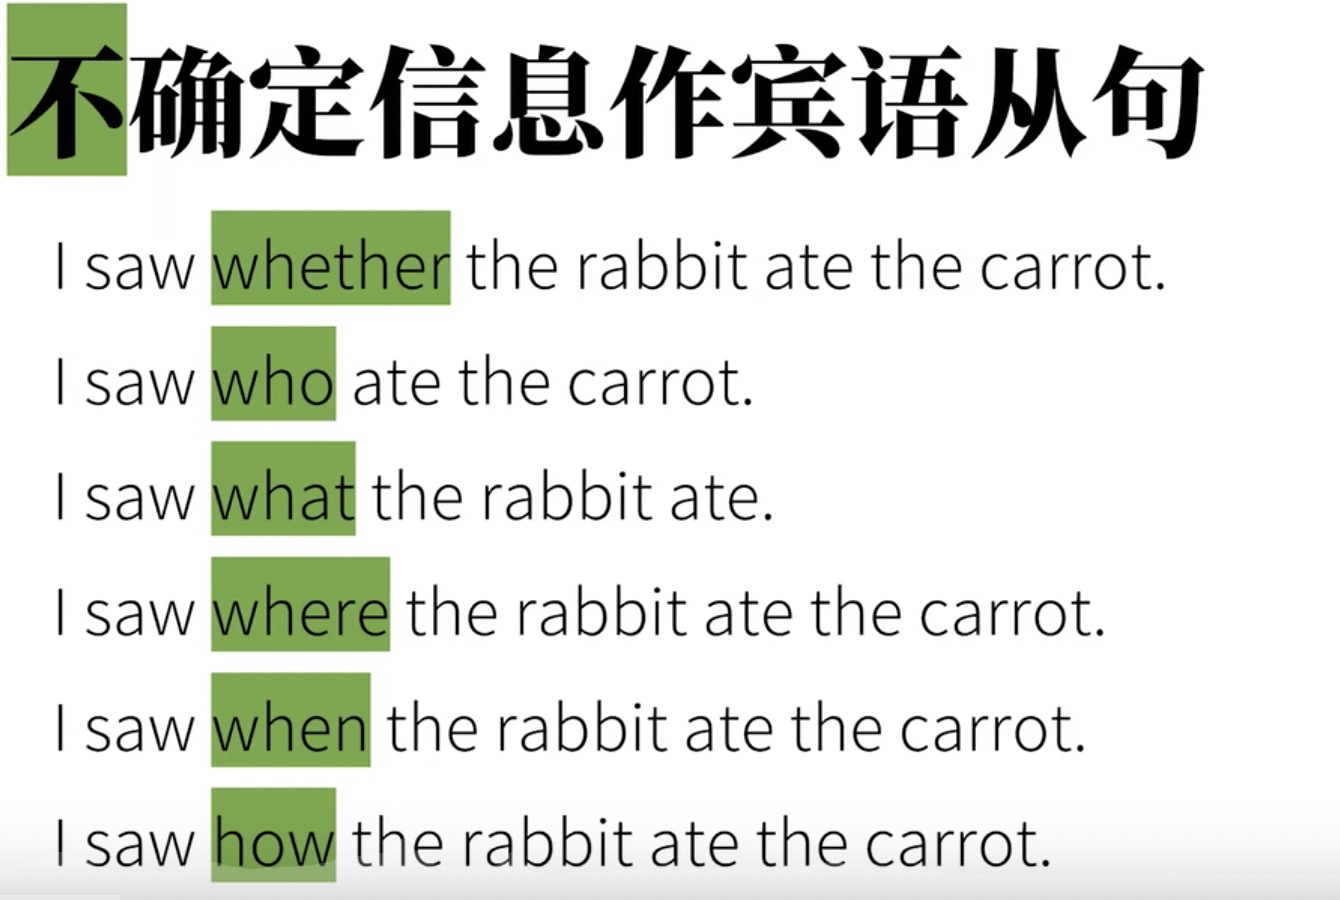 不确定信息作宾语从句
I saw whether the rabbit ate the carrot.
I saw who ate the carrot.
I saw what the rabbit ate.
I saw where the rabbit ate the carrot.
I saw when the rabbit ate the carrot.
I saw how the rabbit ate the carrot.